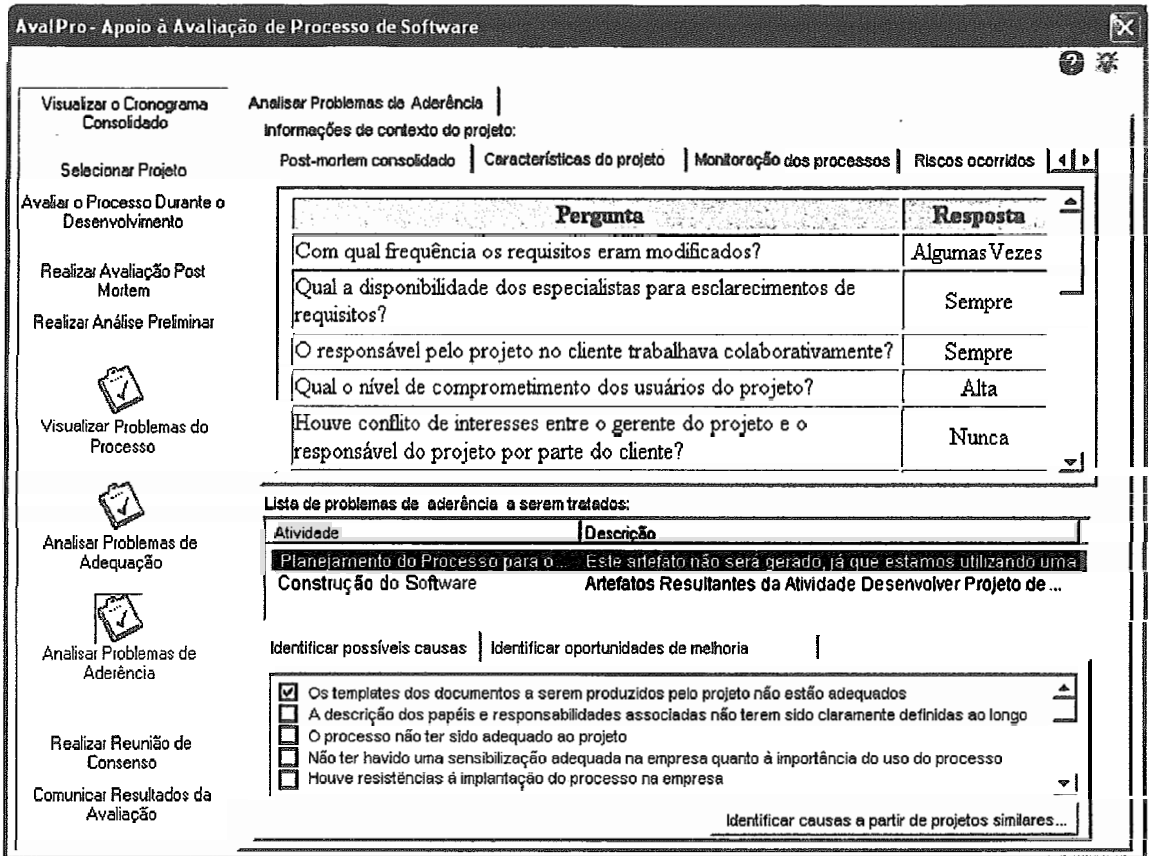 AvalPro - Apoio à Avaliação de Processo de Software
Visualizar o Cronograma
Consolidado
Selecionar Projeto
Avaliar o Processo Durante o
Desenvolvimento
Realizar Avaliação Post
Mortem
Realizar Análise Preliminar
Visualizar Problemas do
Processo
Analisar Problemas de
Adequação
Analisar Problemas de
Aderência
Realizar Reunião de
Consenso
Comunicar Resultados da
Avaliação
Analisar Problemas de Aderência
Informações de contexto do projeto:
Post-mortem consolidado Características do projeto Monitoração dos processos Riscos ocorridos
Pergunta Resposta
Com qual frequência os requisitos eram modificados? Algumas Vezes
Qual a disponibilidade dos especialistas para esclarecimentos de
requisitos? Sempre
O responsável pelo projeto no cliente trabalhava colaborativamente? Sempre
Qual o nível de comprometimento dos usuários do projeto? Alta
Houve conflito de interesses entre o gerente do projeto e o
responsável do projeto por parte do cliente? Nunca
Lista de problemas de aderência a serem tratados:
Atividade Descrição
Planejamento do Processo para o... Este artefato não será gerado, já que estamos utilizando uma
Construção do Software Artefatos Resultantes da Atividade Desenvolver Projeto de ...
Identificar possíveis causas Identificar oportunidades de melhoria
Os templates dos documentos a serem produzidos pelo projeto não estão adequados
A descrição dos papéis e responsabilidades associadas não terem sido claramente definidas ao longo
O processo não ter sido adequado ao projeto
Não ter havido uma sensibilização adequada na empresa quanto à importância do uso do processo
Houve resistências á implantação do processo na empresa
Identificar causas a partir de projetos similares...